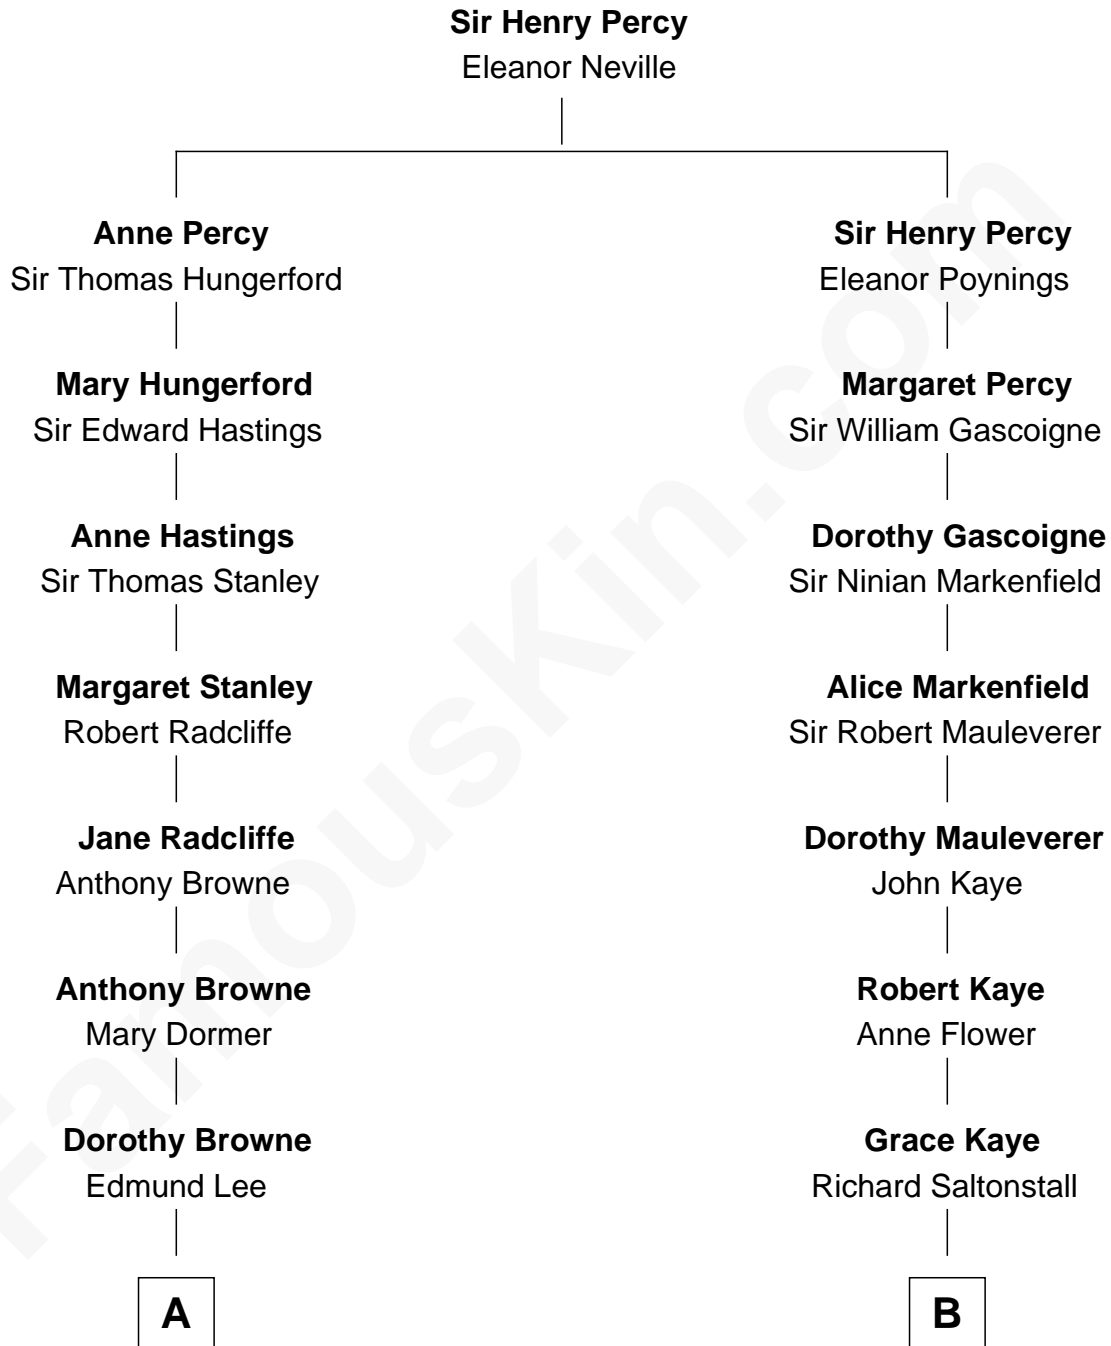 Sir Henry Percy
Eleanor Neville
Anne Percy
Sir Thomas Hungerford
Sir Henry Percy
Eleanor Poynings
Mary Hungerford
Sir Edward Hastings
Margaret Percy
Sir William Gascoigne
Anne Hastings
Sir Thomas Stanley
Dorothy Gascoigne
Sir Ninian Markenfield
Margaret Stanley
Robert Radcliffe
Alice Markenfield
Sir Robert Mauleverer
Jane Radcliffe
Anthony Browne
Dorothy Mauleverer
John Kaye
Anthony Browne
Mary Dormer
Robert Kaye
Anne Flower
Dorothy Browne
Edmund Lee
Grace Kaye
Richard Saltonstall
A
B
FamousKin.com